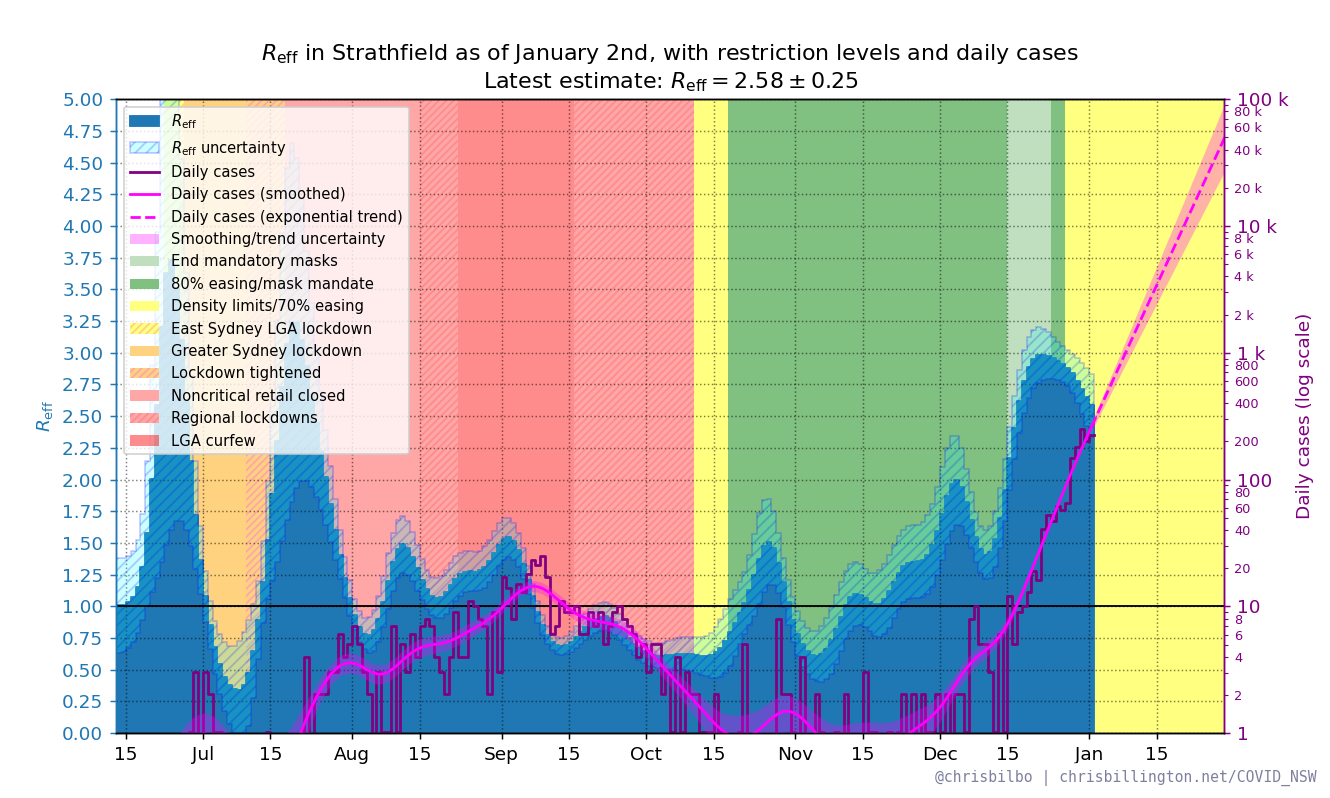 Reff in Strathfield as of January 2nd, with restriction levels and daily cases
Latest estimate: Reff = 2.58 ± 0.25
Reff
5.00
4.75
4.50
4.25
4.00
3.75
3.50
3.25
3.00
2.75
2.50
2.25
2.00
1.75
1.50
1.25
1.00
0.75
0.50
0.25
0.00
Reff
Reff uncertainty
Daily cases
Daily cases (smoothed)
Daily cases (exponential trend)
Smoothing/trend uncertainty
End mandatory masks
80% easing/mask mandate
Density limits/70% easing
East Sydney LGA lockdown
Greater Sydney lockdown
Lockdown tightened
Noncritical retail closed
Regional lockdowns
LGA curfew
100 k
80 k
60 k
40 k
20 k
10 k
8 k
6 k
4 k
2 k
1 k
800
600
400
200
100
80
60
40
20
10
8
6
4
2
1
Daily cases (log scale)
15 Jul 15 Aug 15 Sep 15 Oct 15 Nov 15 Dec 15 Jan 15
@chrisbilbo | chrisbillington.net/COVID_NSW